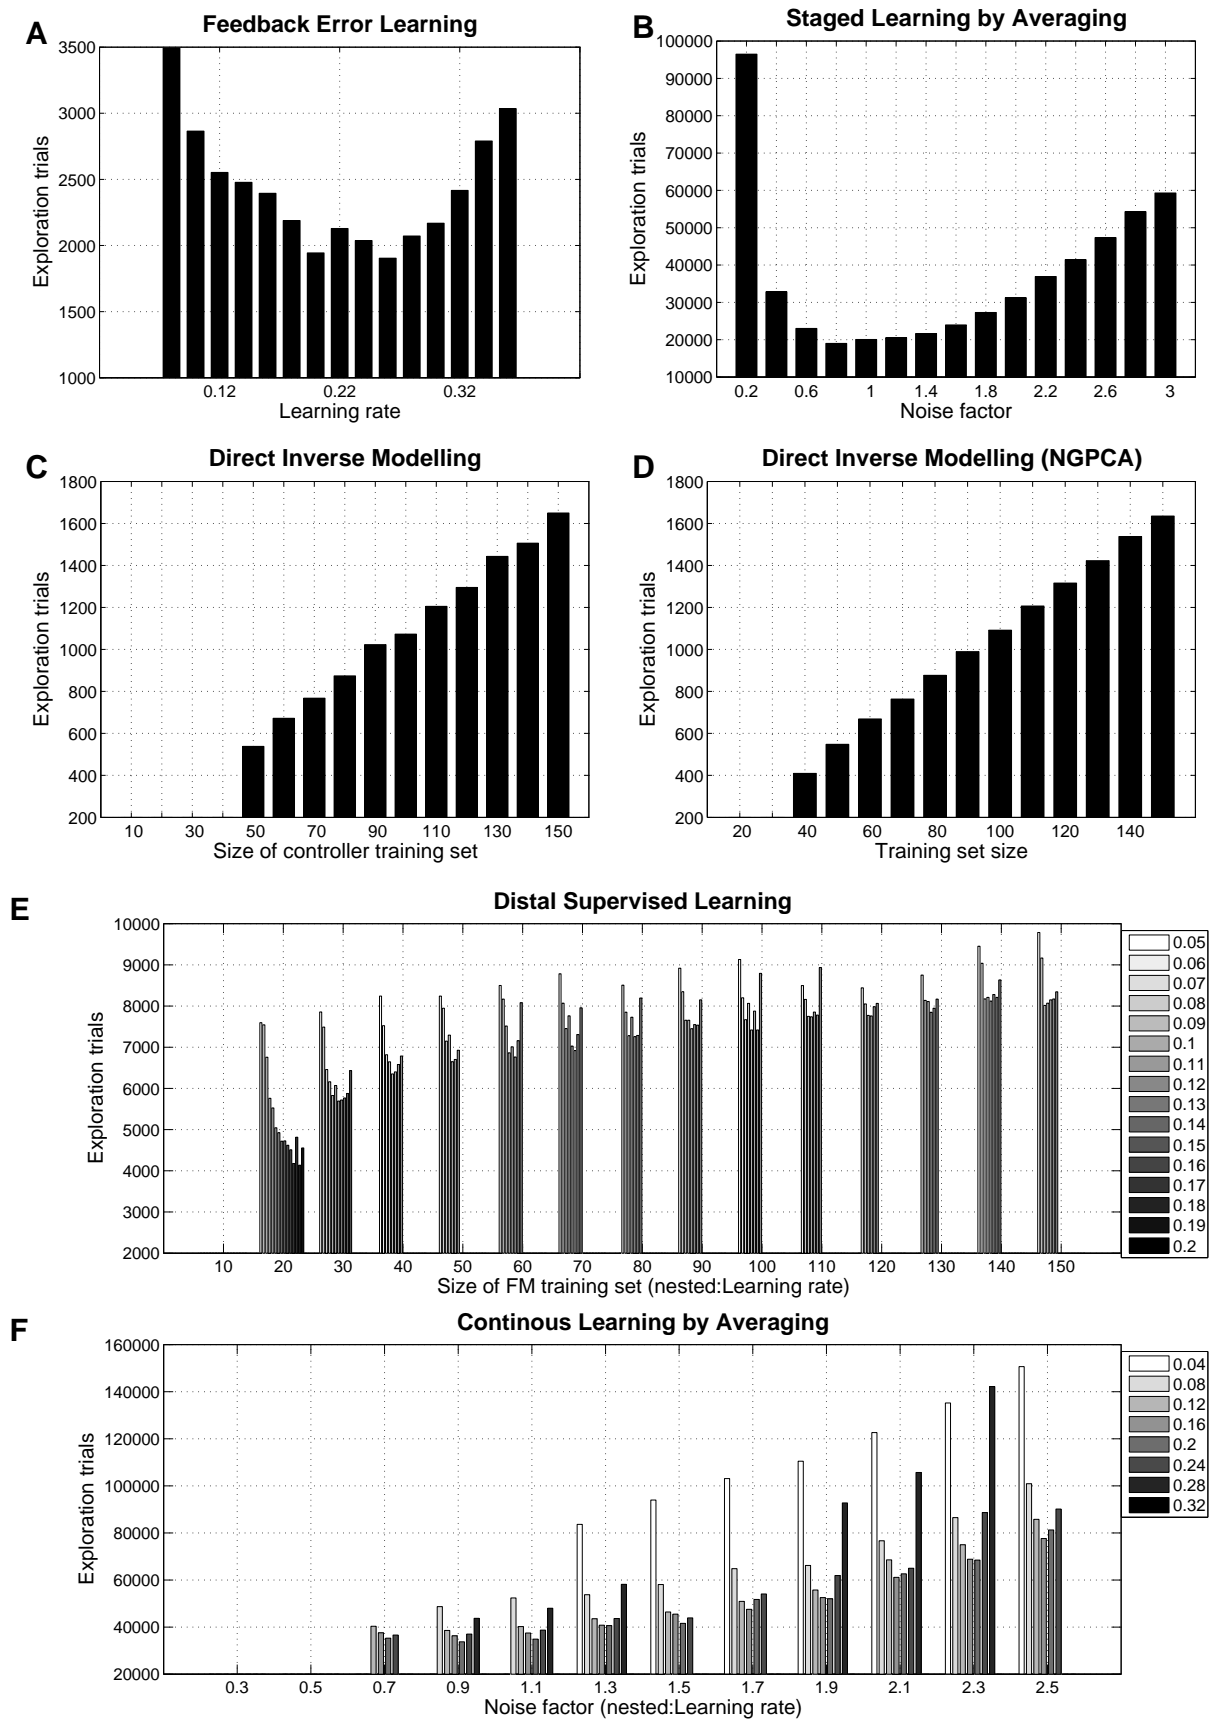 A
Feedback Error Learning
3500
3000
2500
2000
1500
1000
Exploration trials
0.12 0.22 0.32
Learning rate
B
Staged Learning by Averaging
100000
90000
80000
70000
60000
50000
40000
30000
20000
10000
Exploration trials
0.2 0.6 1 1.4 1.8 2.2 2.6 3
Noise factor
C
Direct Inverse Modelling
1800
1600
1400
1200
1000
800
600
400
200
Exploration trials
10 30 50 70 90 110 130 150
Size of controller training set
D
Direct Inverse Modelling (NGPCA)
1800
1600
1400
1200
1000
800
600
400
200
Exploration trials
20 40 60 80 100 120 140
Training set size
E
Distal Supervised Learning
10000
9000
8000
7000
6000
5000
4000
3000
2000
Exploration trials
10 20 30 40 50 60 70 80 90 100 110 120 130 140 150
Size of FM training set (nested:Learning rate)
0.05
0.06
0.07
0.08
0.09
0.1
0.11
0.12
0.13
0.14
0.15
0.16
0.17
0.18
0.19
0.2
F
Continous Learning by Averaging
160000
140000
120000
100000
80000
60000
40000
20000
Exploration trials
0.3 0.5 0.7 0.9 1.1 1.3 1.5 1.7 1.9 2.1 2.3 2.5
Noise factor (nested:Learning rate)
0.04
0.08
0.12
0.16
0.2
0.24
0.28
0.32